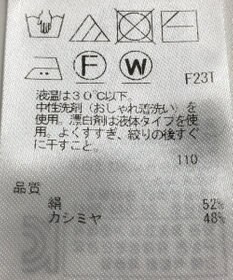 F
W
F231
液温は30℃以下。
中性洗剤(おしゃれ着洗い)を
使用。漂白剤は液体タイプを使
用。よくすすぎ、絞りの後すぐ
に干すこと。
110
品質
絹 52%
カシミヤ 48%